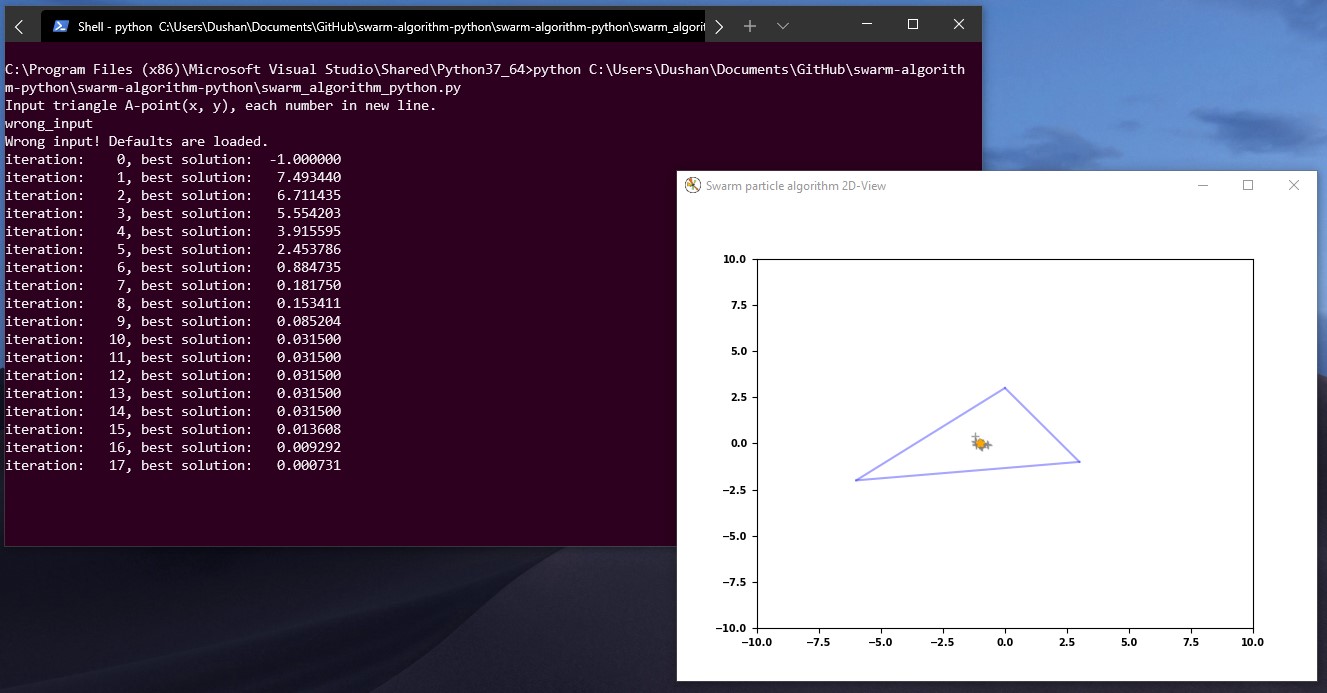 Shell - python C:\Users\Dushan\Documents\GitHub\swarm-algorithm-python\swarm-algorithm-python\swarm_algorit
C:\Program Files (x86)\Microsoft Visual Studio\Shared\Python37_64>python C:\Users\Dushan\Documents\GitHub\swarm-algorith
m-python\swarm-algorithm-python\swarm_algorithm_python.py
Input triangle A-point(x, y), each number in new line.
wrong_input
Wrong input! Defaults are loaded.
iteration:    0, best solution:  -1.000000
iteration:    1, best solution:   7.493440
iteration:    2, best solution:   6.711435
iteration:    3, best solution:   5.554203
iteration:    4, best solution:   3.915595
iteration:    5, best solution:   2.453786
iteration:    6, best solution:   0.884735
iteration:    7, best solution:   0.181750
iteration:    8, best solution:   0.153411
iteration:    9, best solution:   0.085204
iteration:   10, best solution:   0.031500
iteration:   11, best solution:   0.031500
iteration:   12, best solution:   0.031500
iteration:   13, best solution:   0.031500
iteration:   14, best solution:   0.031500
iteration:   15, best solution:   0.013608
iteration:   16, best solution:   0.009292
iteration:   17, best solution:   0.000731
Swarm particle algorithm 2D-View
10.0
7.5
5.0
2.5
0.0
−2.5
−5.0
−7.5
−10.0
−10.0 −7.5 −5.0 −2.5 0.0 2.5 5.0 7.5 10.0